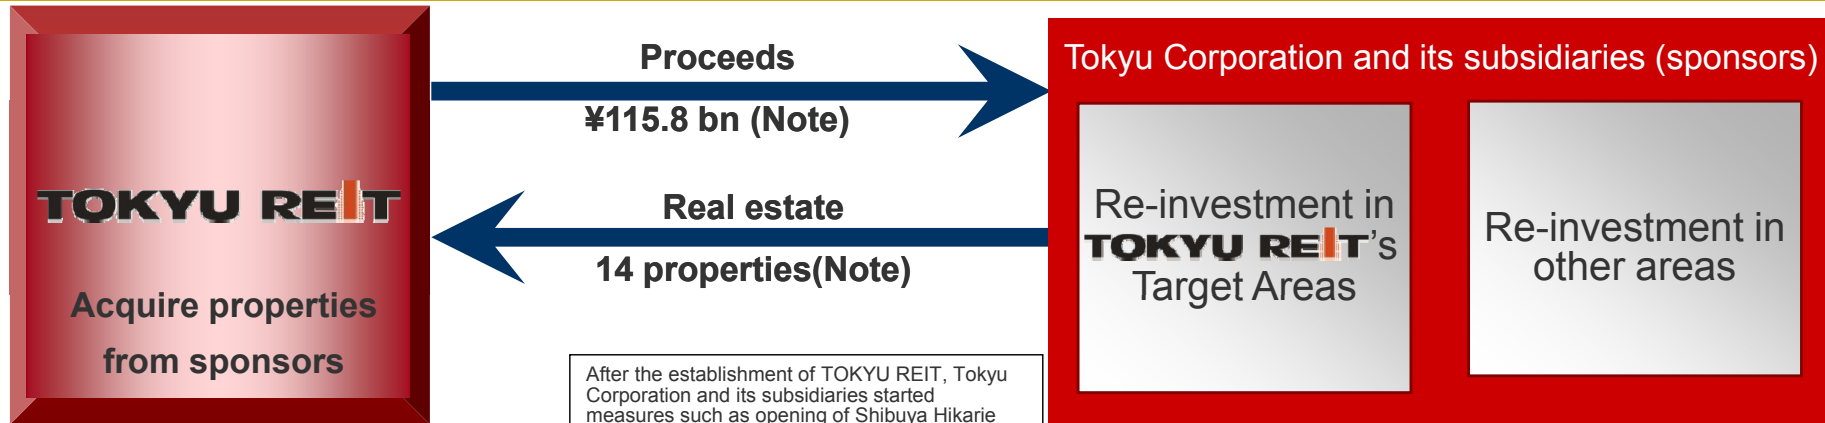 TOKYU REIT
Acquire properties
from sponsors
Proceeds
¥115.8 bn (Note)
Real estate
14 properties(Note)
After the establishment of TOKYU REIT, Tokyu
Corporation and its subsidiaries started
measures such as opening of Shibuya Hikarie
Tokyu Corporation and its subsidiaries (sponsors)
Re-investment in
TOKYU REIT's
Target Areas
Re-investment in
other areas